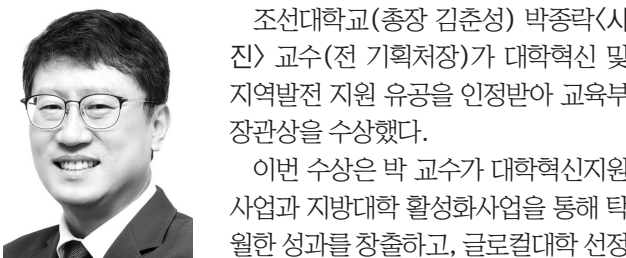 조선대학교(총장 김춘성) 박종락<사
진> 교수(전 기획처장)가 대학혁신 및
지역발전 지원 유공을 인정받아 교육부
장관상을 수상했다.
이번 수상은 박 교수가 대학혁신지원
사업과 지방대학 활성화사업을 통해 탁
월한 성과를 창출하고, 글로컬대학 선정